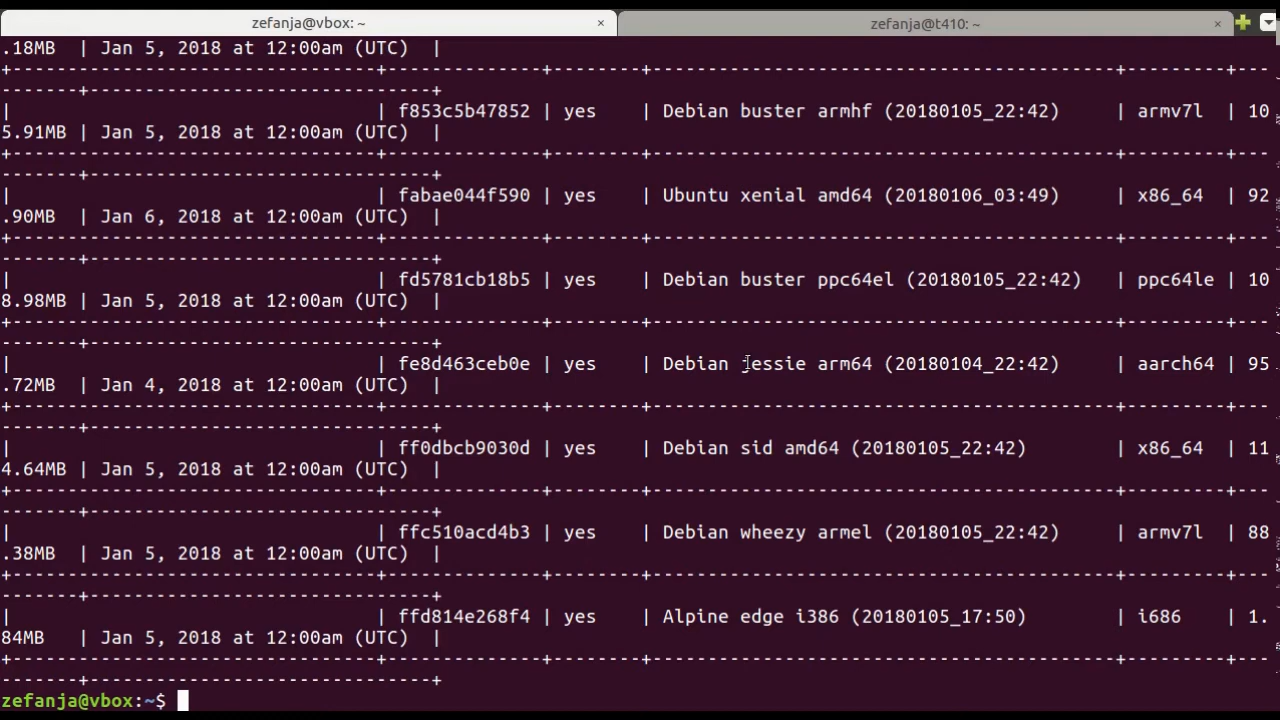 zefanja@vbox: ~ × zefanja@t410: ~ ×
.18MB | Jan 5, 2018 at 12:00am (UTC) |
+----------------------------------+---------------+--------+-------------------------------------------+---------+---
-------+-------------------------------+
| | f853c5b47852 | yes | Debian buster armhf (20180105_22:42) | armv7l | 10
5.91MB | Jan 5, 2018 at 12:00am (UTC) |
+----------------------------------+---------------+--------+-------------------------------------------+---------+---
-------+-------------------------------+
| | fabae044f590 | yes | Ubuntu xenial amd64 (20180106_03:49) | x86_64 | 92
.90MB | Jan 6, 2018 at 12:00am (UTC) |
+----------------------------------+---------------+--------+-------------------------------------------+---------+---
-------+-------------------------------+
| | fd5781cb18b5 | yes | Debian buster ppc64el (20180105_22:42) | ppc64le | 10
8.98MB | Jan 5, 2018 at 12:00am (UTC) |
+----------------------------------+---------------+--------+-------------------------------------------+---------+---
-------+-------------------------------+
| | fe8d463ceb0e | yes | Debian jessie arm64 (20180104_22:42) | aarch64 | 95
.72MB | Jan 4, 2018 at 12:00am (UTC) |
+----------------------------------+---------------+--------+-------------------------------------------+---------+---
-------+-------------------------------+
| | ff0dbcb9030d | yes | Debian sid amd64 (20180105_22:42) | x86_64 | 11
4.64MB | Jan 5, 2018 at 12:00am (UTC) |
+----------------------------------+---------------+--------+-------------------------------------------+---------+---
-------+-------------------------------+
| | ffc510acd4b3 | yes | Debian wheezy armel (20180105_22:42) | armv7l | 88
.38MB | Jan 5, 2018 at 12:00am (UTC) |
+----------------------------------+---------------+--------+-------------------------------------------+---------+---
-------+-------------------------------+
| | ffd814e268f4 | yes | Alpine edge i386 (20180105_17:50) | i686 | 1.
84MB | Jan 5, 2018 at 12:00am (UTC) |
+----------------------------------+---------------+--------+-------------------------------------------+---------+---
-------+-------------------------------+
zefanja@vbox:~$